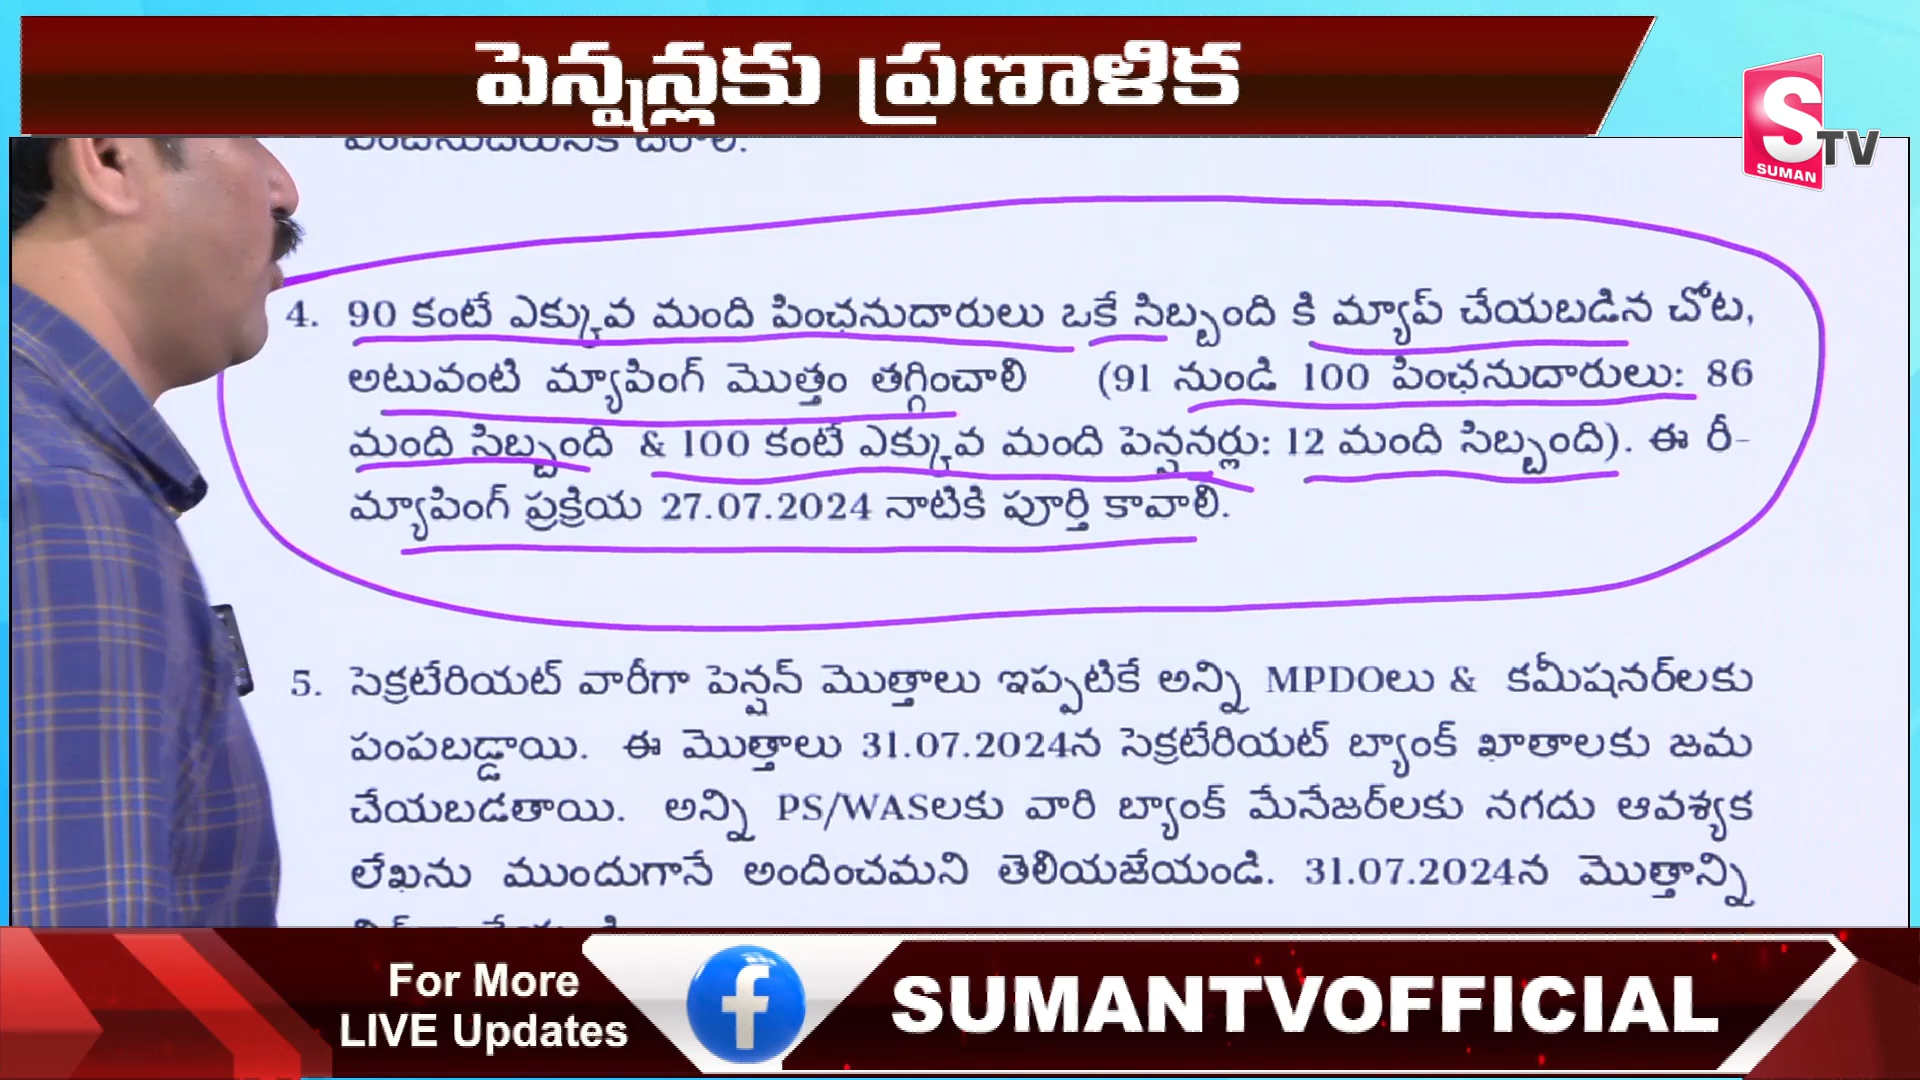 పెన్షన్లకు ప్రణాళిక
S
TV
SUMAN
4. 90 కంటే ఎక్కువ మంది పింఛనుదారులు ఒకే సిబ్బంది కి మ్యాప్ చేయబడిన చోట,
అటువంటి మ్యాపింగ్ మొత్తం తగ్గించాలి (91 నుండి 100 పింఛనుదారులు: 86
మంది సిబ్బంది & 100 కంటే ఎక్కువ మంది పెన్షనర్లు: 12 మంది సిబ్బంది). ఈ రీ-
మ్యాపింగ్ ప్రక్రియ 27.07.2024 నాటికి పూర్తి కావాలి.
5. సెక్రటేరియట్ వారీగా పెన్షన్ మొత్తాలు ఇప్పటికే అన్ని MPDOలు & కమీషనర్‌లకు
పంపబడ్డాయి. ఈ మొత్తాలు 31.07.2024న సెక్రటేరియట్ బ్యాంక్ ఖాతాలకు జమ
చేయబడతాయి. అన్ని PS/WASలకు వారి బ్యాంక్ మేనేజర్‌లకు నగదు ఆవశ్యక
లేఖను ముందుగానే అందించమని తెలియజేయండి. 31.07.2024న మొత్తాన్ని
For More
LIVE Updates
f
SUMANTVOFFICIAL